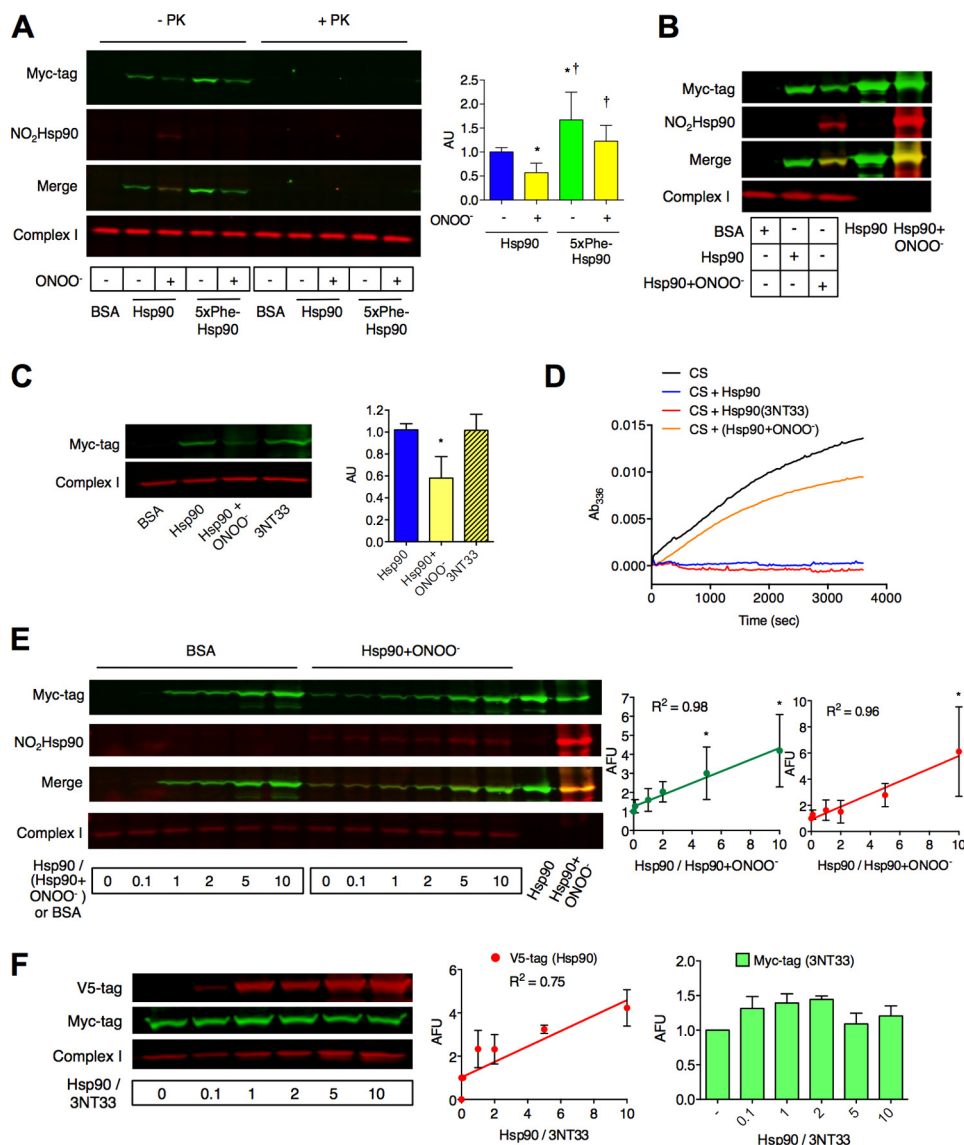 A
- PK
+ PK
Myc-tag
NO₂Hsp90
Merge
Complex I
ONOO⁻
- - + - + - - + - +
BSA Hsp90 5xPhe-Hsp90 BSA Hsp90 5xPhe-Hsp90
AU
2.5
2.0
1.5
1.0
0.5
0.0
* *† †
ONOO⁻ - + - +
Hsp90 5xPhe-Hsp90
B
Myc-tag
NO₂Hsp90
Merge
Complex I
BSA + - -
Hsp90 - + -
Hsp90+ONOO⁻ - - +
Hsp90 Hsp90+ONOO⁻
C
Myc-tag
Complex I
BSA Hsp90 Hsp90 + ONOO⁻ 3NT33
AU
1.4
1.2
1.0
0.8
0.6
0.4
0.2
0.0
*
Hsp90 Hsp90+ ONOO⁻ 3NT33
D
CS
CS + Hsp90
CS + Hsp90(3NT33)
CS + (Hsp90+ONOO⁻)
Ab₃₃₆
0.015
0.010
0.005
0.000
0 1000 2000 3000 4000
Time (sec)
E
BSA
Hsp90+ONOO⁻
Myc-tag
NO₂Hsp90
Merge
Complex I
Hsp90 / (Hsp90+ ONOO⁻) or BSA
0 0.1 1 2 5 10 0 0.1 1 2 5 10
Hsp90 Hsp90+ ONOO⁻
AFU
7
6
5
4
3
2
1
0
R² = 0.98
* *
0 2 4 6 8 10
Hsp90 / Hsp90+ONOO⁻
AFU
10
8
6
4
2
0
R² = 0.96
*
0 2 4 6 8 10
Hsp90 / Hsp90+ONOO⁻
F
V5-tag
Myc-tag
Complex I
Hsp90 / 3NT33
0 0.1 1 2 5 10
V5-tag (Hsp90)
R² = 0.75
AFU
6
4
2
0
0 2 4 6 8 10
Hsp90 / 3NT33
Myc-tag (3NT33)
AFU
2.0
1.5
1.0
0.5
0.0
- 0.1 1 2 5 10
Hsp90 / 3NT33